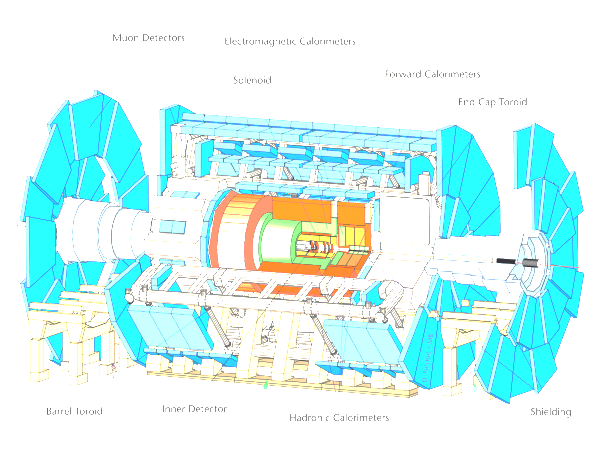 Muon Detectors
Electromagnetic Calorimeters
Solenoid
Forward Calorimeters
End Cap Toroid
Barrel Toroid
Inner Detector
Hadronic Calorimeters
Shielding